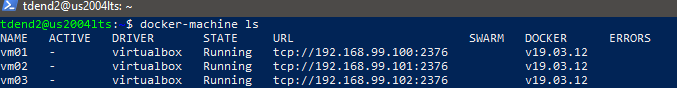 tdend2@us2004lts: ~
tdend2@us2004lts:~$ docker-machine ls
NAME   ACTIVE   DRIVER       STATE     URL                         SWARM   DOCKER      ERRORS
vm01   -        virtualbox   Running   tcp://192.168.99.100:2376           v19.03.12
vm02   -        virtualbox   Running   tcp://192.168.99.101:2376           v19.03.12
vm03   -        virtualbox   Running   tcp://192.168.99.102:2376           v19.03.12